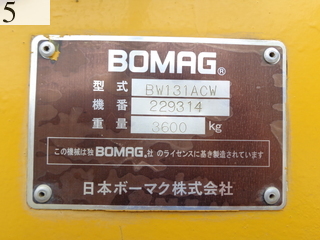 5
BOMAG®
型式 BW131ACW
機番 229314
重量 3600 kg
この機械は独BOMAG.社のライセンスに基き製造されています
日本ボーマク株式会社